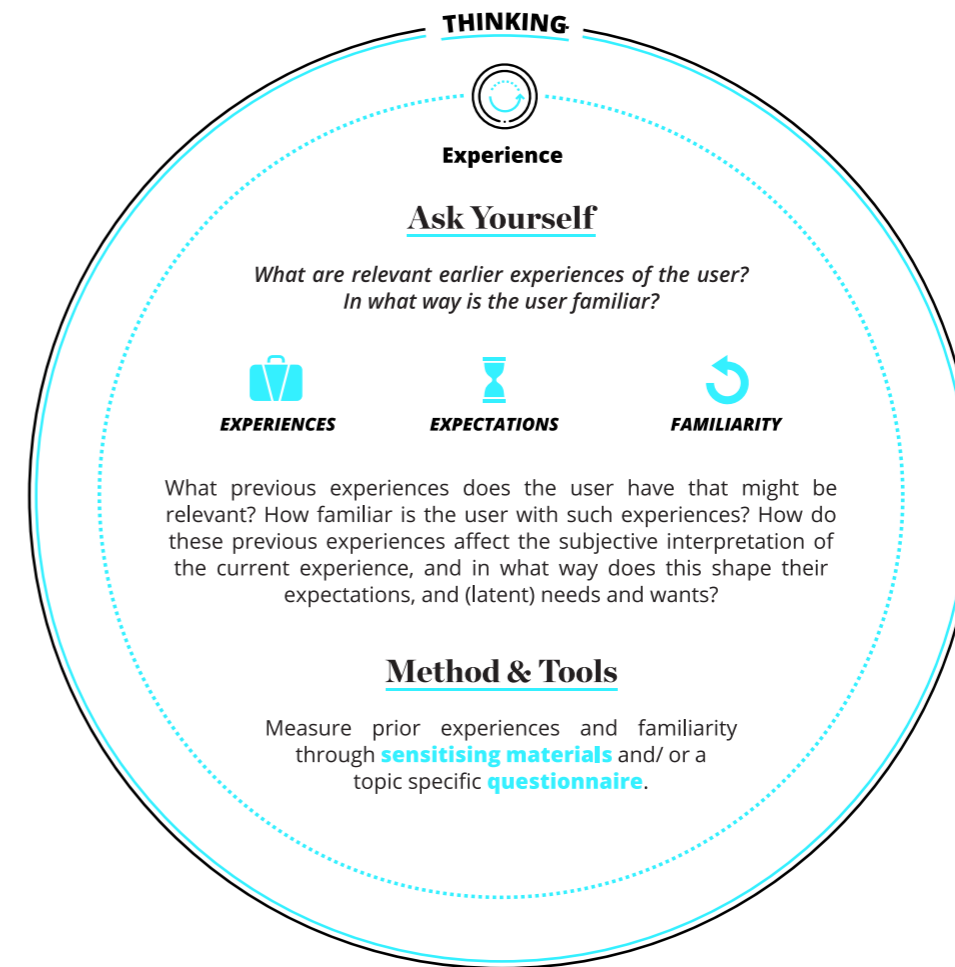 THINKING
Experience
Ask Yourself
What are relevant earlier experiences of the user?
In what way is the user familiar?
EXPERIENCES
EXPECTATIONS
FAMILIARITY
What previous experiences does the user have that might be
relevant? How familiar is the user with such experiences? How do
these previous experiences affect the subjective interpretation of
the current experience, and in what way does this shape their
expectations, and (latent) needs and wants?
Method & Tools
Measure prior experiences and familiarity
through sensitising materials and/ or a
topic specific questionnaire.